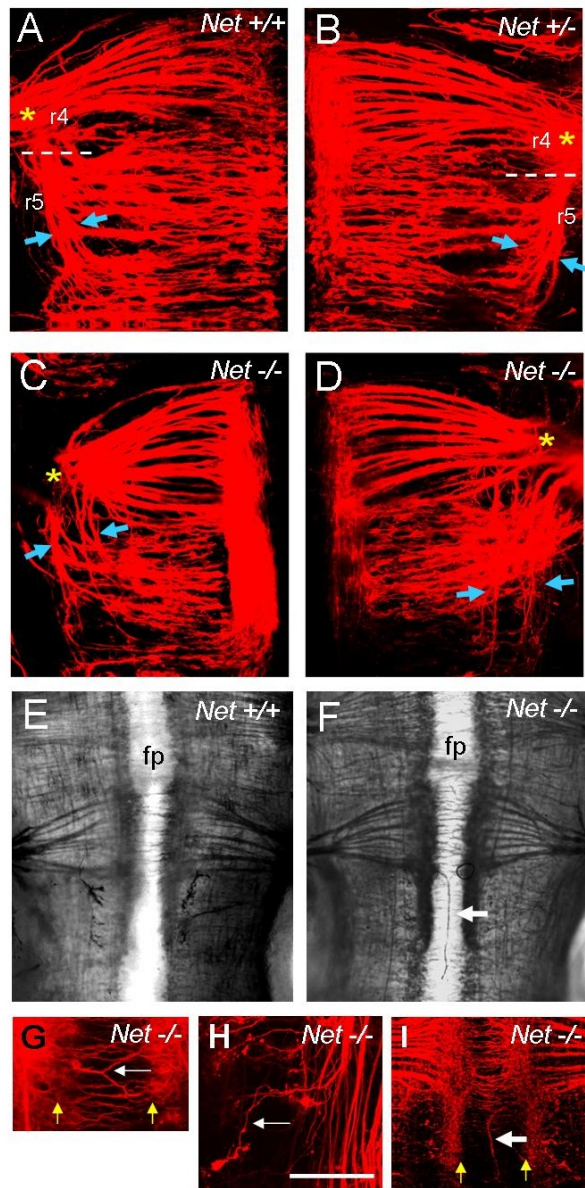 A Net +/+
B Net +/-
* r4
r4 *
r5
r5
C Net -/-
D Net -/-
*
*
E Net +/+
F Net -/-
fp
fp
G Net -/-
H Net -/-
I Net -/-